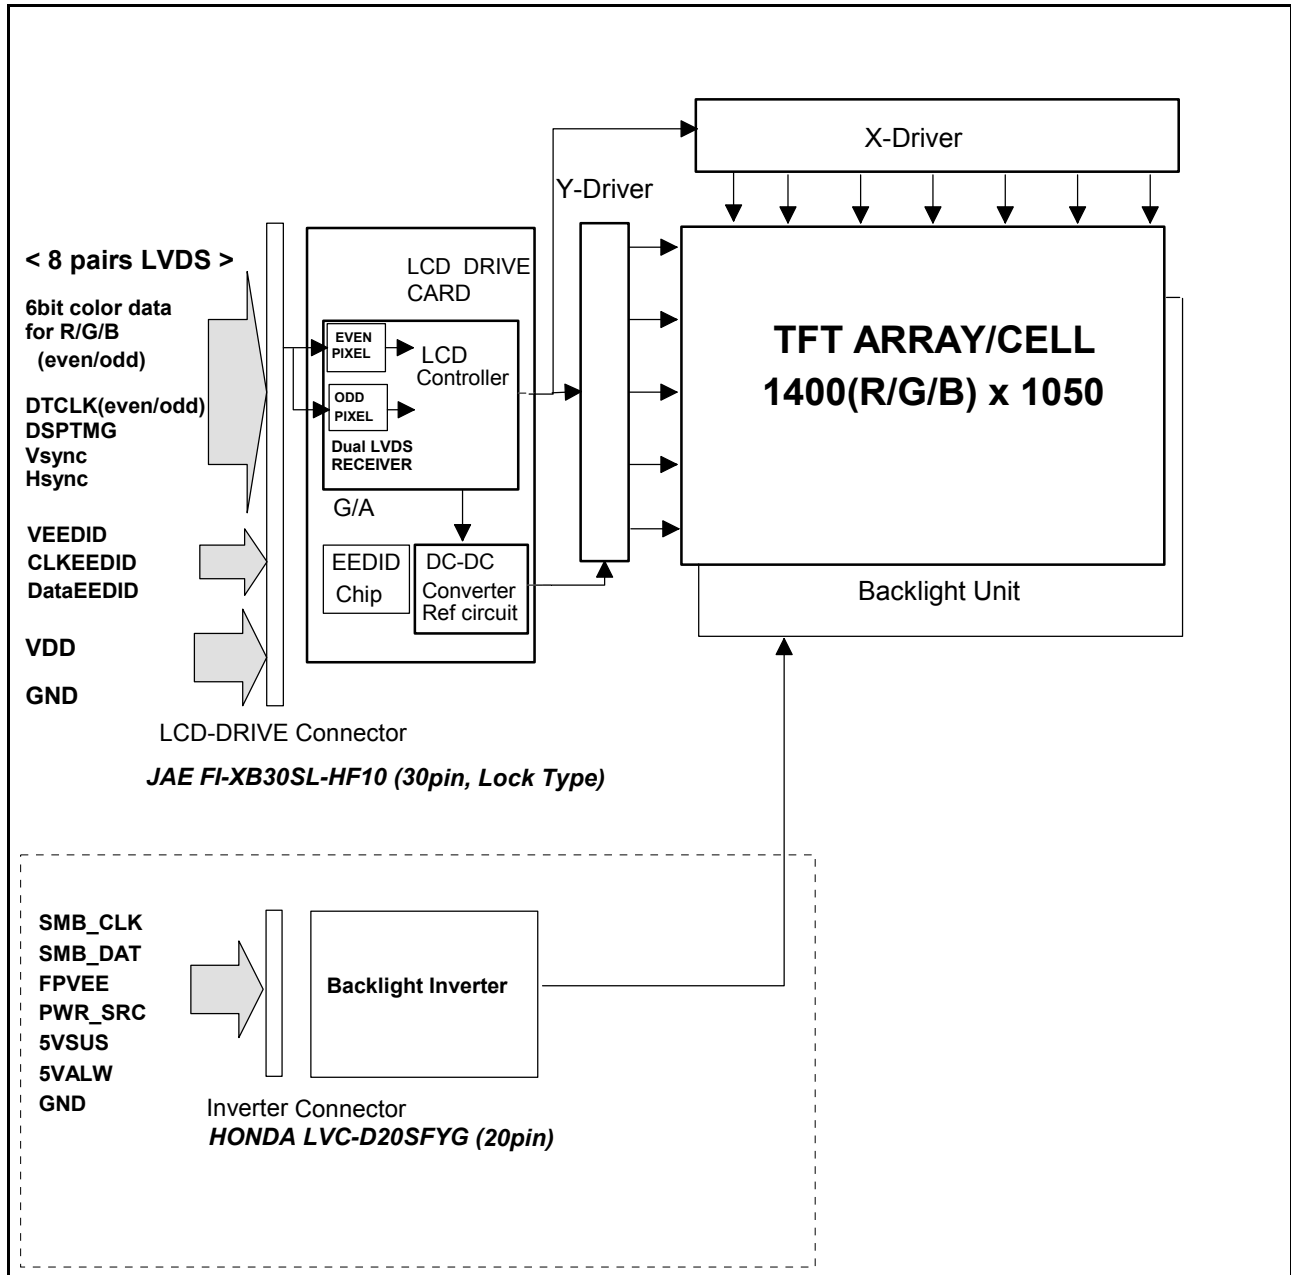 X-Driver
Y-Driver
< 8 pairs LVDS >
6bit color data
for R/G/B
(even/odd)
DTCLK(even/odd)
DSPTMG
Vsync
Hsync
VEEDID
CLKEEDID
DataEEDID
VDD
GND
LCD DRIVE
CARD
EVEN
PIXEL
LCD
Controller
ODD
PIXEL
Dual LVDS
RECEIVER
G/A
EEDID
Chip
DC-DC
Converter
Ref circuit
TFT ARRAY/CELL
1400(R/G/B) x 1050
Backlight Unit
LCD-DRIVE Connector
JAE FI-XB30SL-HF10 (30pin, Lock Type)
SMB_CLK
SMB_DAT
FPVEE
PWR_SRC
5VSUS
5VALW
GND
Backlight Inverter
Inverter Connector
HONDA LVC-D20SFYG (20pin)